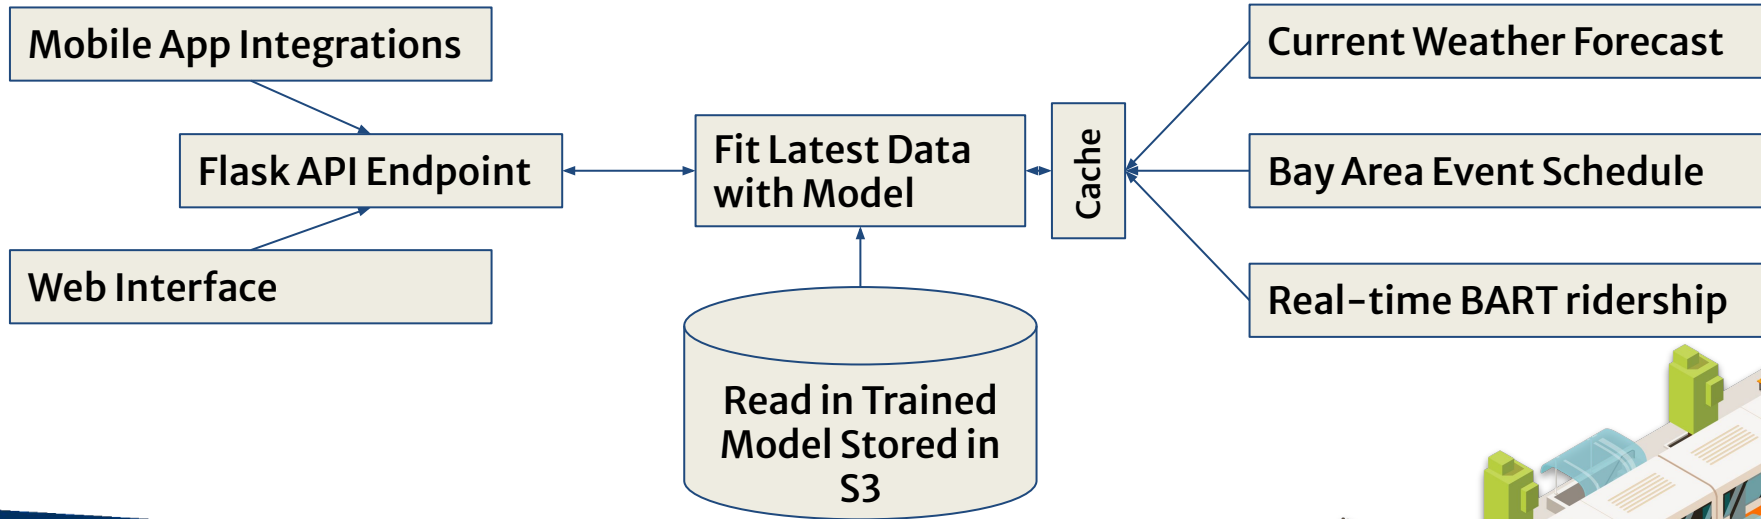 Mobile App Integrations
Flask API Endpoint
Web Interface
Fit Latest Data
with Model
Read in Trained
Model Stored in
S3
Cache
Current Weather Forecast
Bay Area Event Schedule
Real-time BART ridership